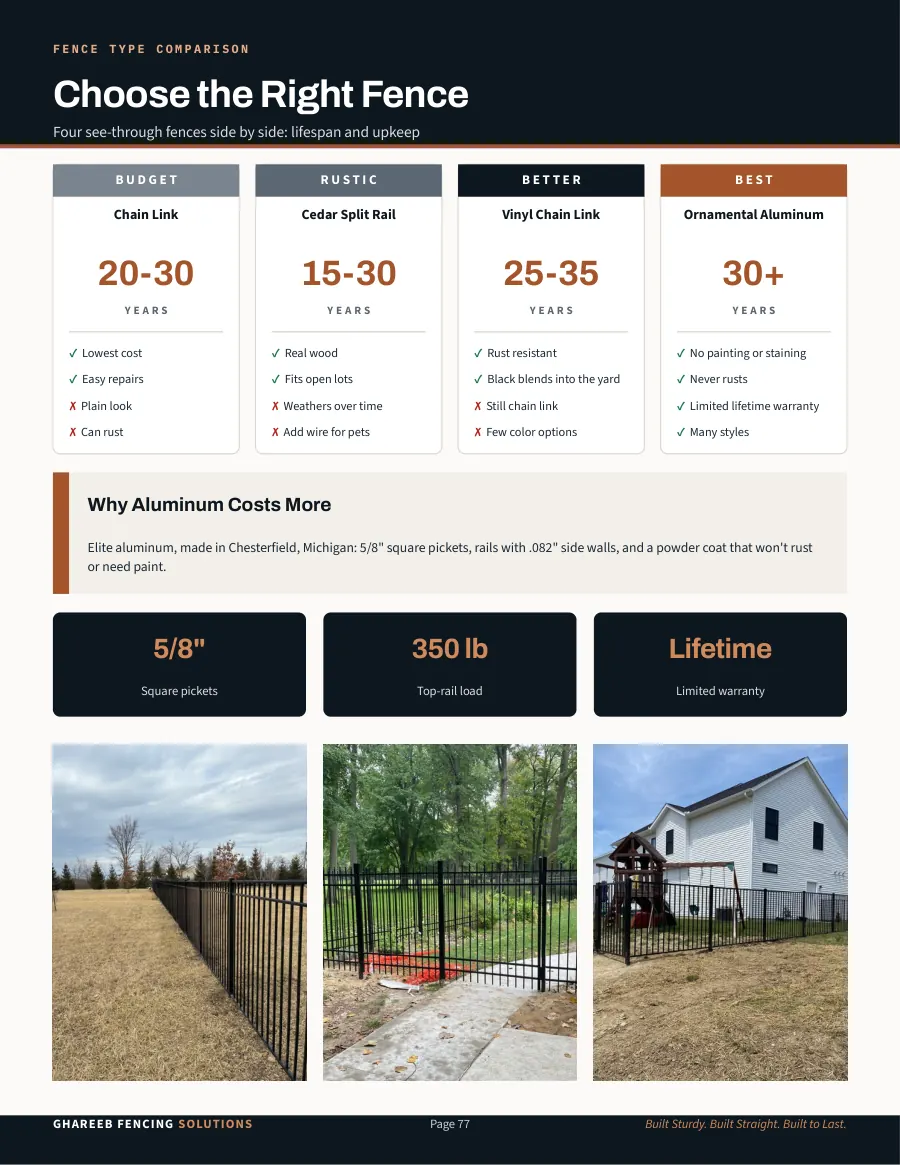 FENCE TYPE COMPARISON
Choose the Right Fence
Four see-through fences side by side: lifespan and upkeep
BUDGET
Chain Link
20-30
YEARS
✓ Lowest cost
✓ Easy repairs
✗ Plain look
✗ Can rust
RUSTIC
Cedar Split Rail
15-30
YEARS
✓ Real wood
✓ Fits open lots
✗ Weathers over time
✗ Add wire for pets
BETTER
Vinyl Chain Link
25-35
YEARS
✓ Rust resistant
✓ Black blends into the yard
✗ Still chain link
✗ Few color options
BEST
Ornamental Aluminum
30+
YEARS
✓ No painting or staining
✓ Never rusts
✓ Limited lifetime warranty
✓ Many styles
Why Aluminum Costs More
Elite aluminum, made in Chesterfield, Michigan: 5/8" square pickets, rails with .082" side walls, and a powder coat that won't rust
or need paint.
5/8"
Square pickets
350 lb
Top-rail load
Lifetime
Limited warranty
GHAREEB FENCING SOLUTIONS
Page 77
Built Sturdy. Built Straight. Built to Last.